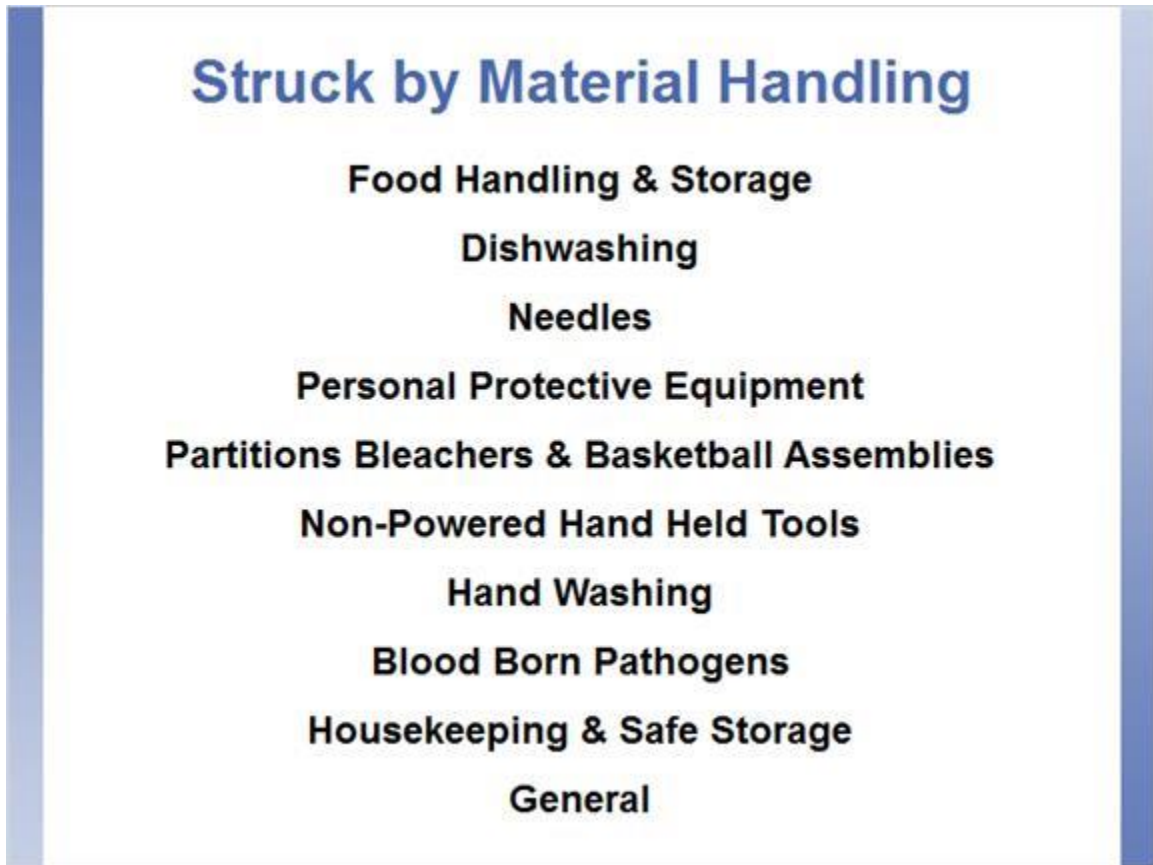 Struck by Material Handling
Food Handling & Storage
Dishwashing
Needles
Personal Protective Equipment
Partitions Bleachers & Basketball Assemblies
Non-Powered Hand Held Tools
Hand Washing
Blood Born Pathogens
Housekeeping & Safe Storage
General